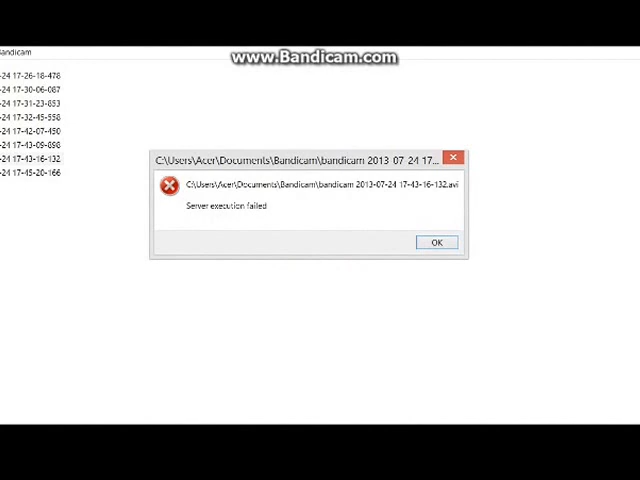 Bandicam
www.Bandicam.com
-24 17-26-18-478
-24 17-30-06-087
-24 17-31-23-853
-24 17-32-45-558
-24 17-42-07-450
-24 17-43-09-898
-24 17-43-16-132
-24 17-45-20-166
C:\Users\Acer\Documents\Bandicam\bandicam 2013 07 24 17...
C:\Users\Acer\Documents\Bandicam\bandicam 2013-07-24 17-43-16-132.avi
Server execution failed
OK